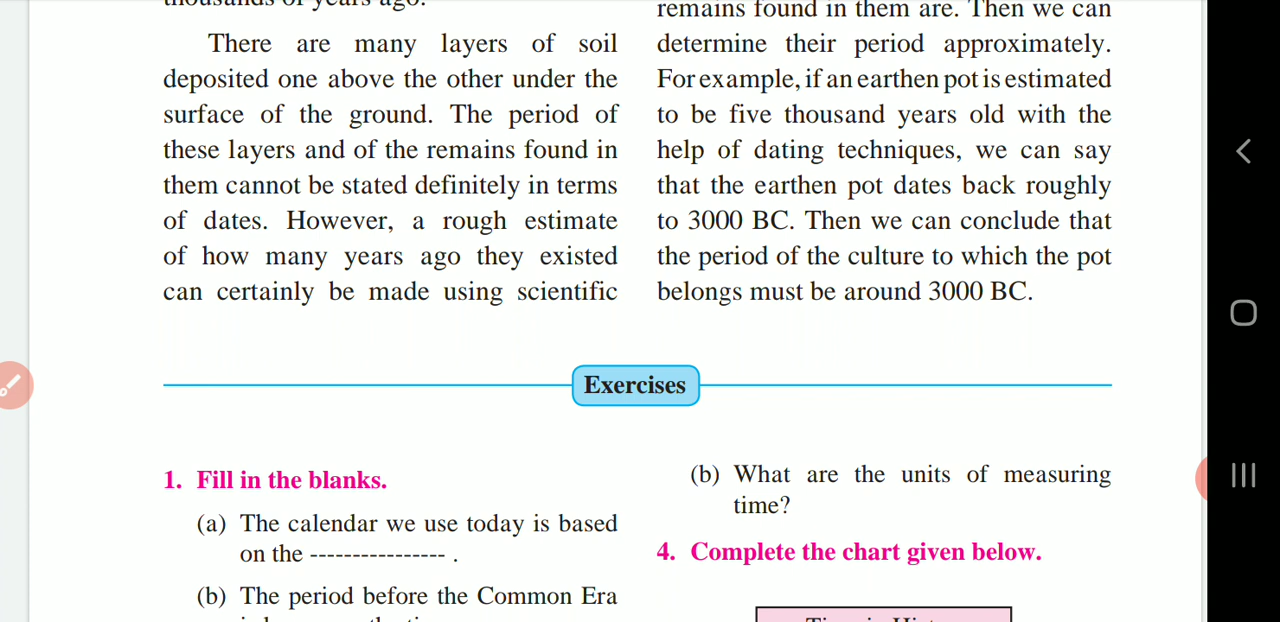 thousands of years ago.
There are many layers of soil
deposited one above the other under the
surface of the ground. The period of
these layers and of the remains found in
them cannot be stated definitely in terms
of dates. However, a rough estimate
of how many years ago they existed
can certainly be made using scientific
remains found in them are. Then we can
determine their period approximately.
For example, if an earthen pot is estimated
to be five thousand years old with the
help of dating techniques, we can say
that the earthen pot dates back roughly
to 3000 BC. Then we can conclude that
the period of the culture to which the pot
belongs must be around 3000 BC.
Exercises
1. Fill in the blanks.
(a) The calendar we use today is based
on the ---------------- .
(b) The period before the Common Era
(b) What are the units of measuring
time?
4. Complete the chart given below.